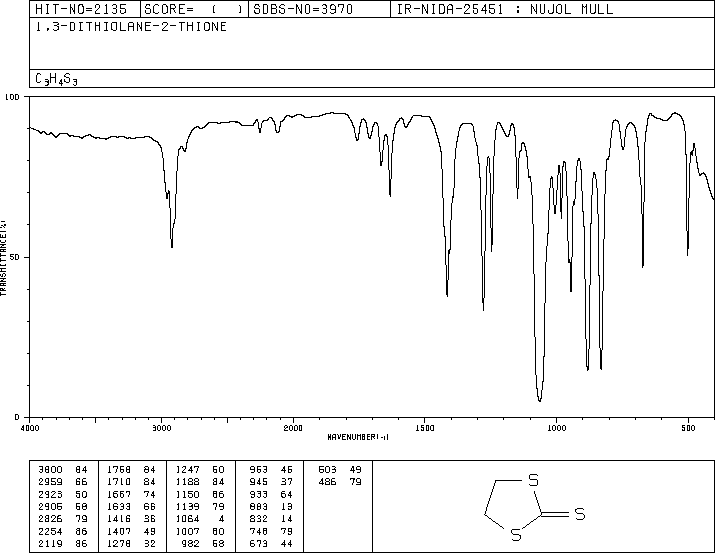 HIT-NO=2135 SCORE= ( ) SDBS-NO=3970 IR-NIDA-25451 : NUJOL MULL
1,3-DITHIOLANE-2-THIONE
C3H4S3
100
50
0
TRANSMITTANCE(%)
4000 3000 2000 1500 1000 500
WAVENUMBER(-1)
3800 84 1758 84 1247 50 953 46 503 49
2959 66 1710 84 1188 84 945 37 486 79
2923 50 1667 74 1150 86 933 64
2905 58 1633 66 1139 79 883 13
2826 79 1416 36 1064 4 832 14
2254 86 1407 49 1007 80 748 79
2119 86 1278 32 982 58 673 44
S
S
S